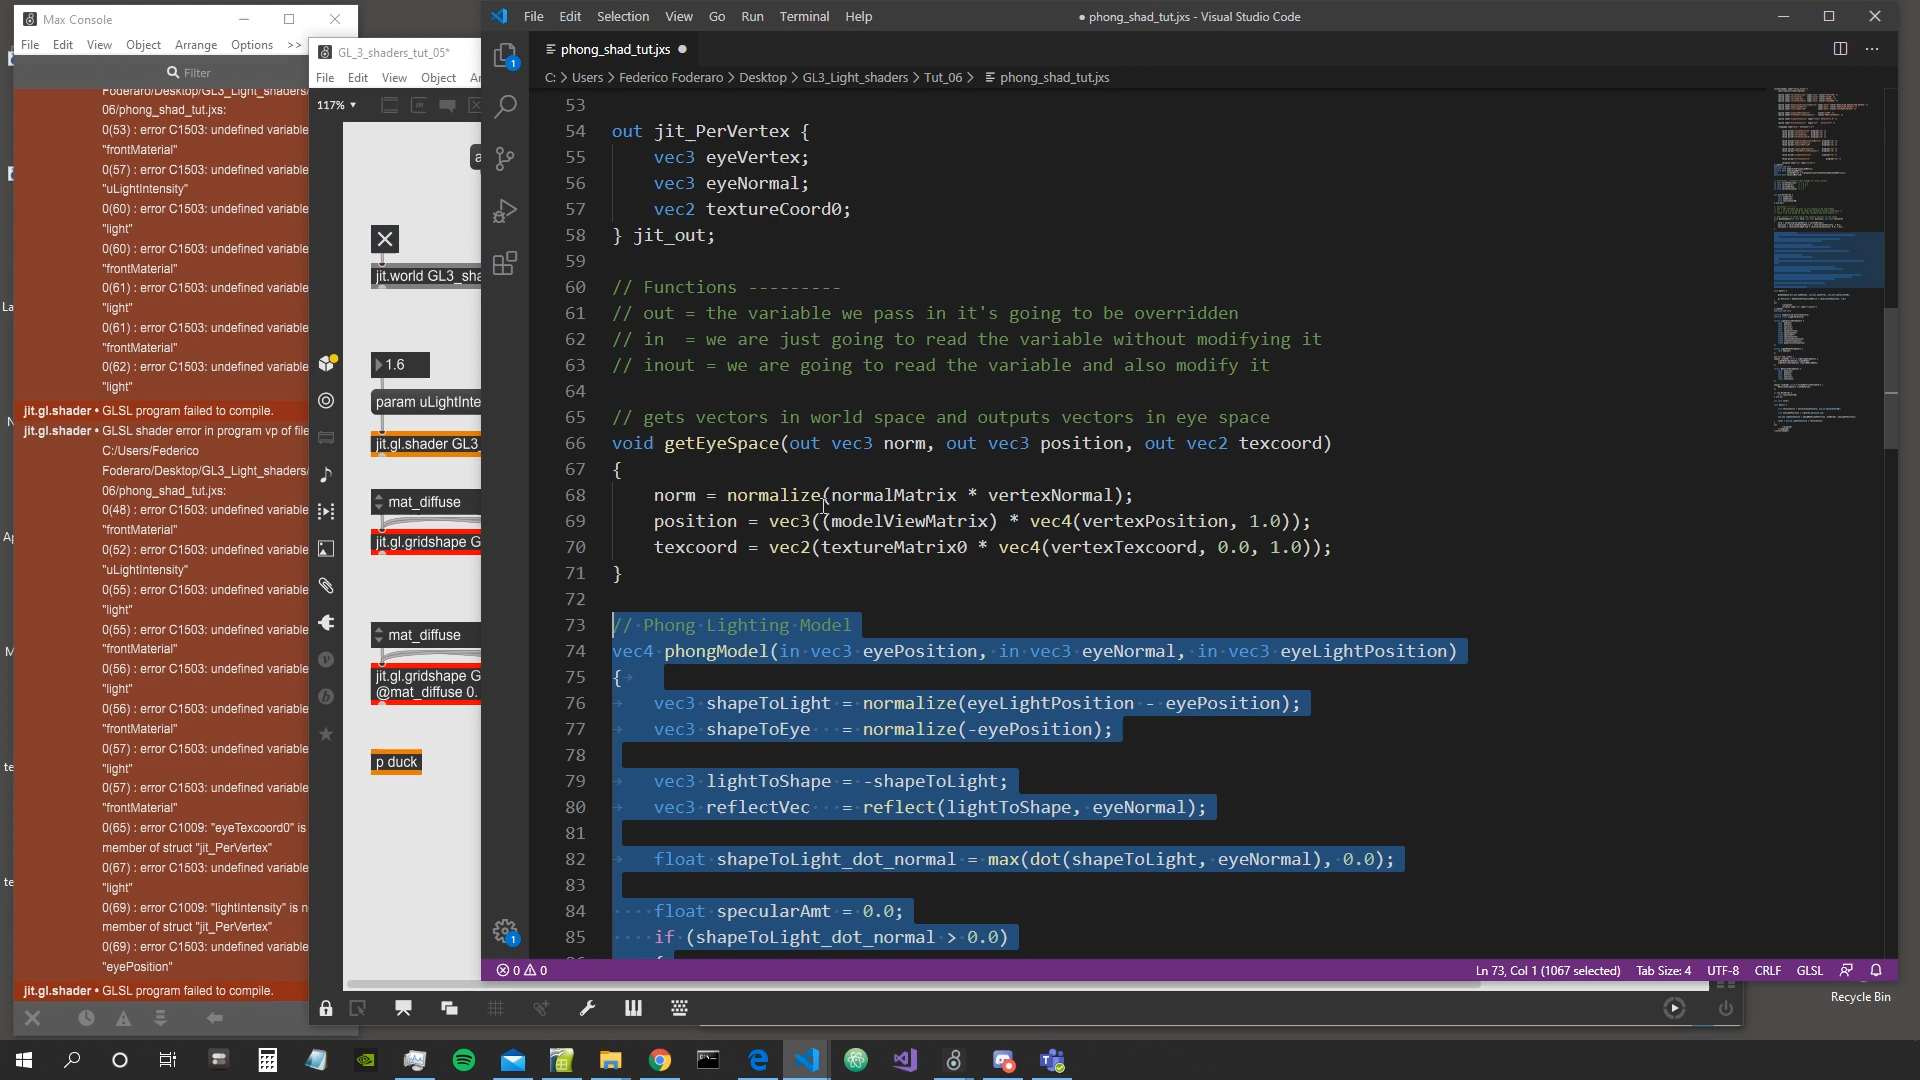 Max Console
File Edit View Object Arrange Options >>
Filter
Foderaro/Desktop/GL3_Light_shaders/
06/phong_shad_tut.jxs:
0(53) : error C1503: undefined variable
"frontMaterial"
0(57) : error C1503: undefined variable
"uLightIntensity"
0(60) : error C1503: undefined variable
"light"
0(60) : error C1503: undefined variable
"frontMaterial"
0(61) : error C1503: undefined variable
"light"
0(61) : error C1503: undefined variable
"frontMaterial"
0(62) : error C1503: undefined variable
"light"
jit.gl.shader • GLSL program failed to compile.
jit.gl.shader • GLSL shader error in program vp of file
C:/Users/Federico
Foderaro/Desktop/GL3_Light_shaders/
06/phong_shad_tut.jxs:
0(48) : error C1503: undefined variable
"frontMaterial"
0(52) : error C1503: undefined variable
"uLightIntensity"
0(55) : error C1503: undefined variable
"light"
0(55) : error C1503: undefined variable
"frontMaterial"
0(56) : error C1503: undefined variable
"light"
0(56) : error C1503: undefined variable
"frontMaterial"
0(57) : error C1503: undefined variable
"light"
0(57) : error C1503: undefined variable
"frontMaterial"
0(65) : error C1009: "eyeTexcoord0" is
member of struct "jit_PerVertex"
0(67) : error C1503: undefined variable
"light"
0(69) : error C1009: "lightIntensity" is n
member of struct "jit_PerVertex"
0(69) : error C1503: undefined variable
"eyePosition"
jit.gl.shader • GLSL program failed to compile.
GL_3_shaders_tut_05*
File Edit View Object Ar
117%
1.6
jit.world GL3_sha
param uLightInte
jit.gl.shader GL3_
mat_diffuse
jit.gl.gridshape G
mat_diffuse
jit.gl.gridshape G
@mat_diffuse 0.
p duck
File Edit Selection View Go Run Terminal Help
● phong_shad_tut.jxs - Visual Studio Code
phong_shad_tut.jxs ●
C: > Users > Federico Foderaro > Desktop > GL3_Light_shaders > Tut_06 > phong_shad_tut.jxs
53
54 out jit_PerVertex {
55 vec3 eyeVertex;
56 vec3 eyeNormal;
57 vec2 textureCoord0;
58 } jit_out;
59
60 // Functions ---------
61 // out = the variable we pass in it's going to be overridden
62 // in  = we are just going to read the variable without modifying it
63 // inout = we are going to read the variable and also modify it
64
65 // gets vectors in world space and outputs vectors in eye space
66 void getEyeSpace(out vec3 norm, out vec3 position, out vec2 texcoord)
67 {
68 norm = normalize(normalMatrix * vertexNormal);
69 position = vec3((modelViewMatrix) * vec4(vertexPosition, 1.0));
70 texcoord = vec2(textureMatrix0 * vec4(vertexTexcoord, 0.0, 1.0));
71 }
72
73 // Phong Lighting Model
74 vec4 phongModel(in vec3 eyePosition, in vec3 eyeNormal, in vec3 eyeLightPosition)
75 {
76 vec3 shapeToLight = normalize(eyeLightPosition - eyePosition);
77 vec3 shapeToEye   = normalize(-eyePosition);
78
79 vec3 lightToShape = -shapeToLight;
80 vec3 reflectVec   = reflect(lightToShape, eyeNormal);
81
82 float shapeToLight_dot_normal = max(dot(shapeToLight, eyeNormal), 0.0);
83
84 float specularAmt = 0.0;
85 if (shapeToLight_dot_normal > 0.0)
0 0
Ln 73, Col 1 (1067 selected) Tab Size: 4 UTF-8 CRLF GLSL
Recycle Bin